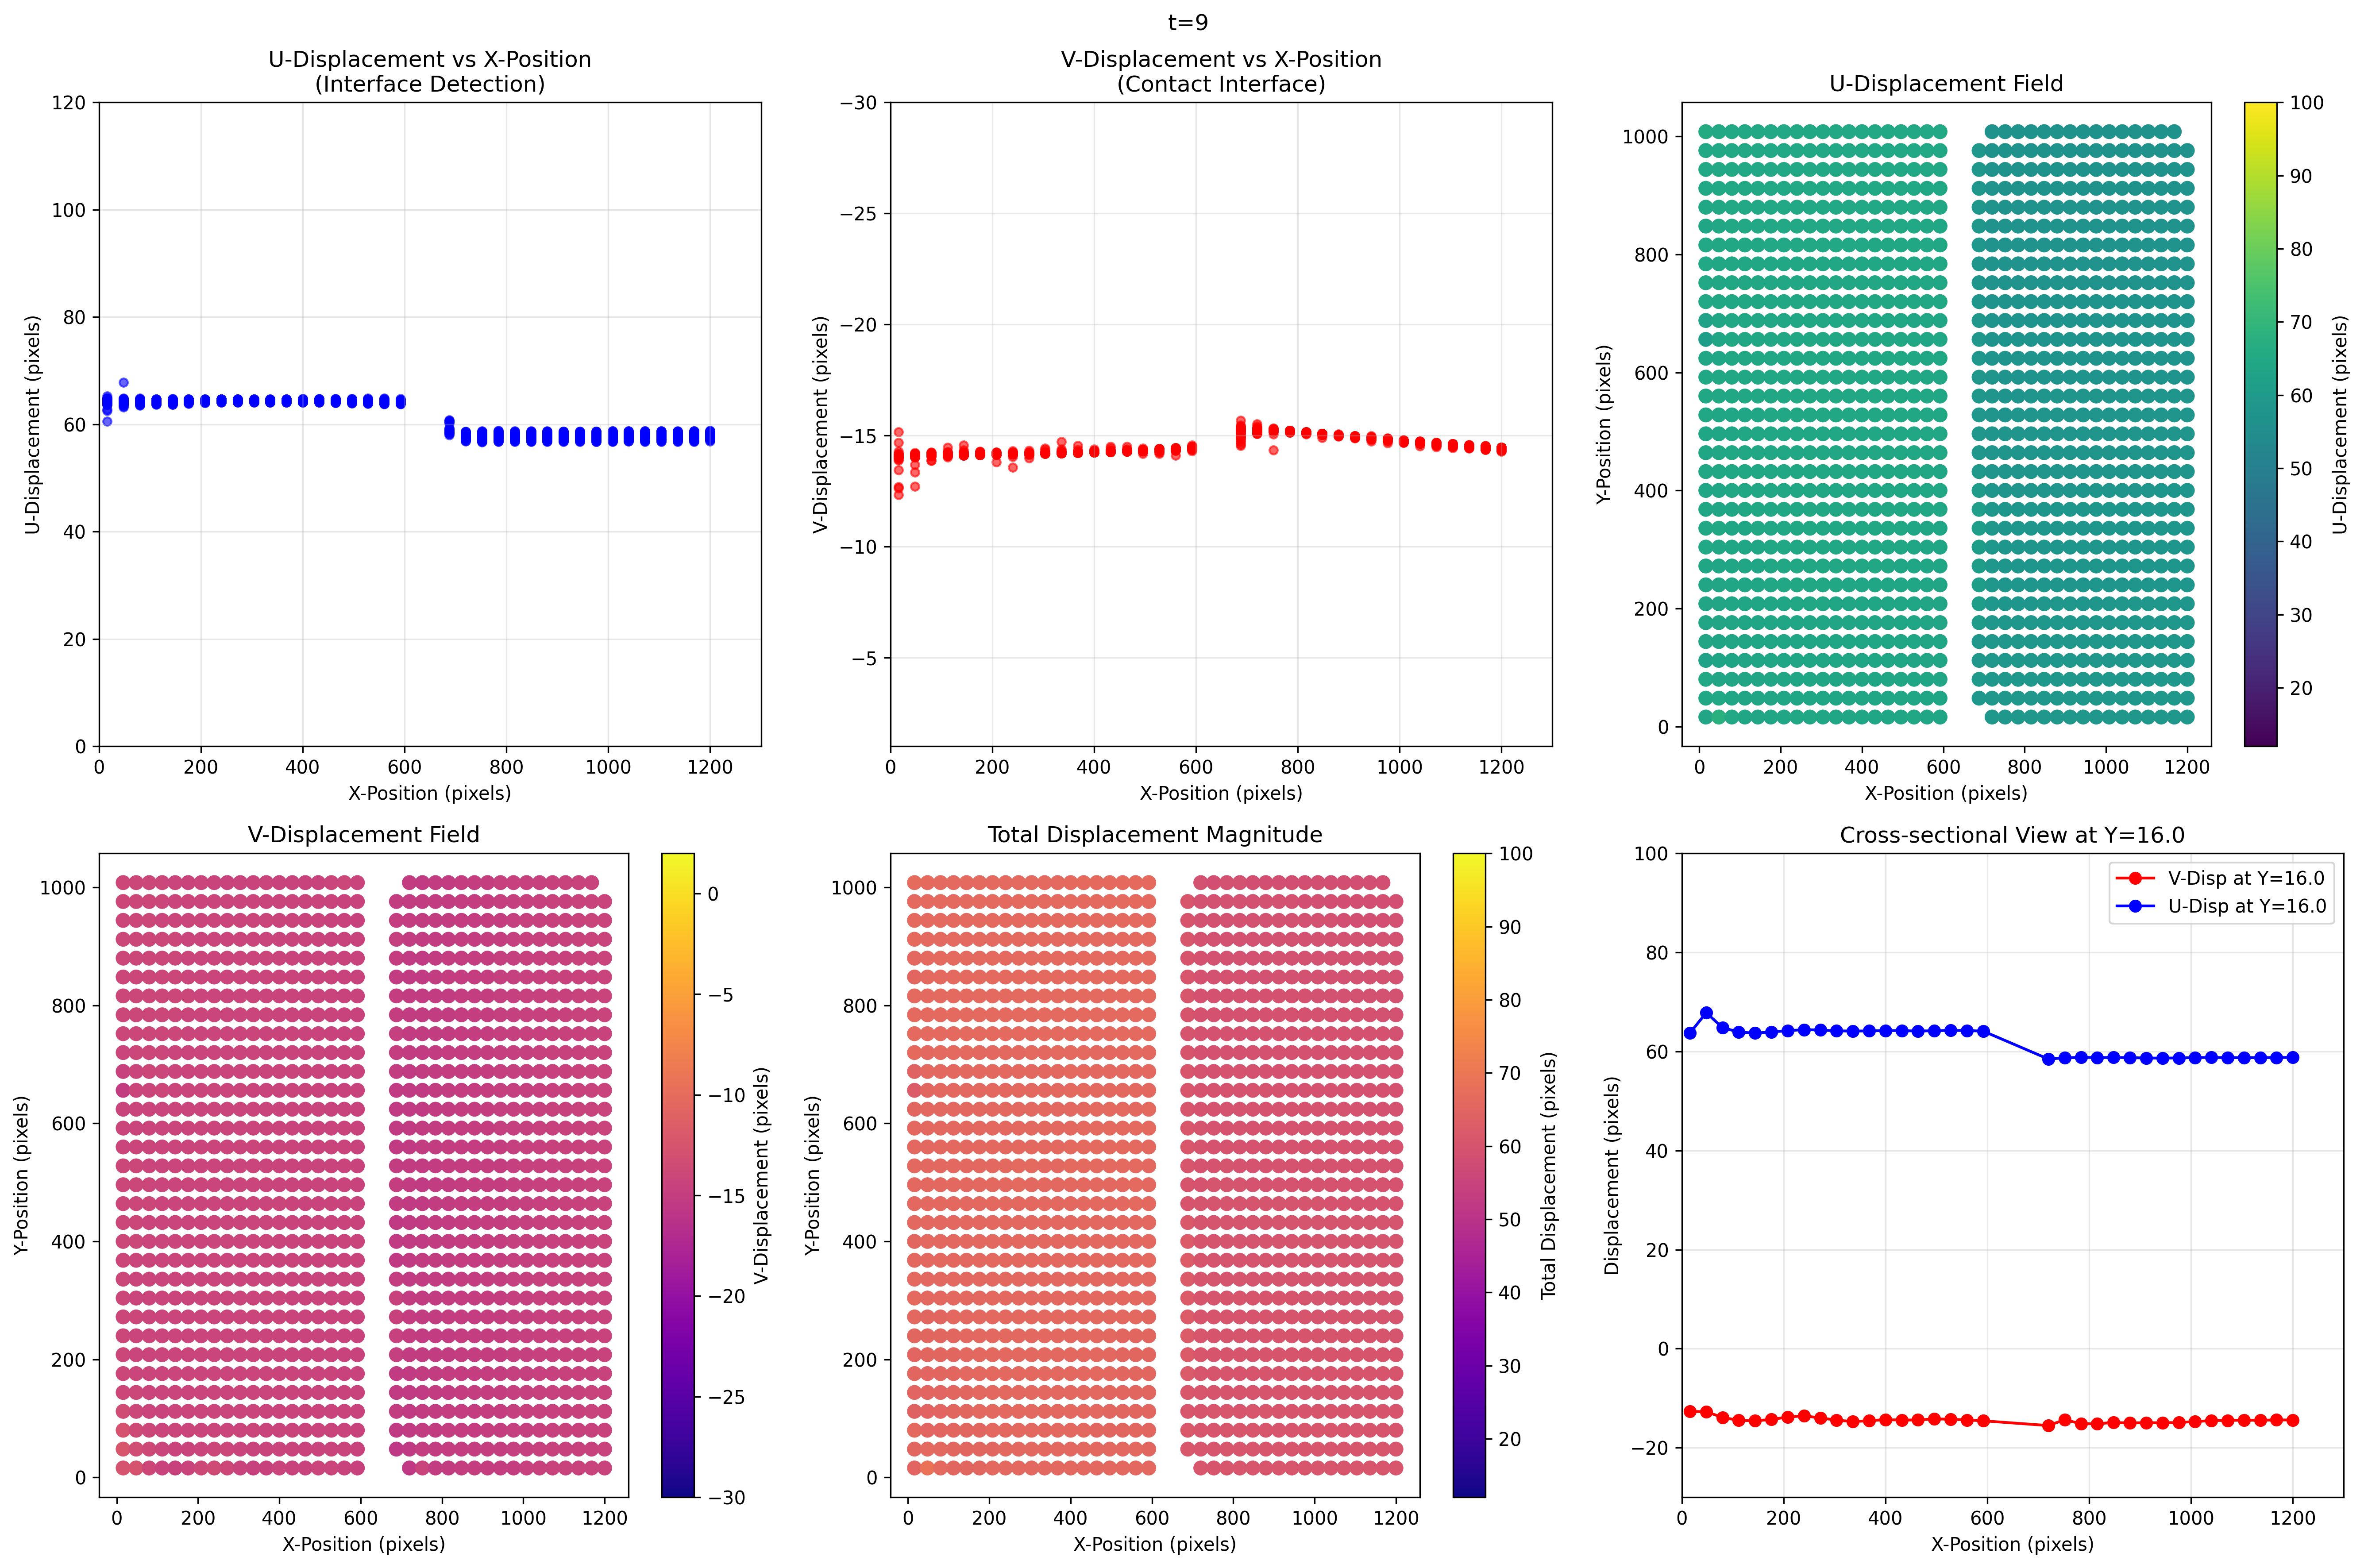 t=9
U-Displacement vs X-Position
(Interface Detection)
120
100
80
60
40
20
0
U-Displacement (pixels)
0 200 400 600 800 1000 1200
X-Position (pixels)
V-Displacement vs X-Position
(Contact Interface)
−30
−25
−20
−15
−10
−5
V-Displacement (pixels)
0 200 400 600 800 1000 1200
X-Position (pixels)
U-Displacement Field
1000
800
600
400
200
0
Y-Position (pixels)
0 200 400 600 800 1000 1200
X-Position (pixels)
100
90
80
70
60
50
40
30
20
U-Displacement (pixels)
V-Displacement Field
1000
800
600
400
200
0
Y-Position (pixels)
0 200 400 600 800 1000 1200
X-Position (pixels)
0
−5
−10
−15
−20
−25
−30
V-Displacement (pixels)
Total Displacement Magnitude
1000
800
600
400
200
0
Y-Position (pixels)
0 200 400 600 800 1000 1200
X-Position (pixels)
100
90
80
70
60
50
40
30
20
Total Displacement (pixels)
Cross-sectional View at Y=16.0
V-Disp at Y=16.0
U-Disp at Y=16.0
100
80
60
40
20
0
−20
Displacement (pixels)
0 200 400 600 800 1000 1200
X-Position (pixels)